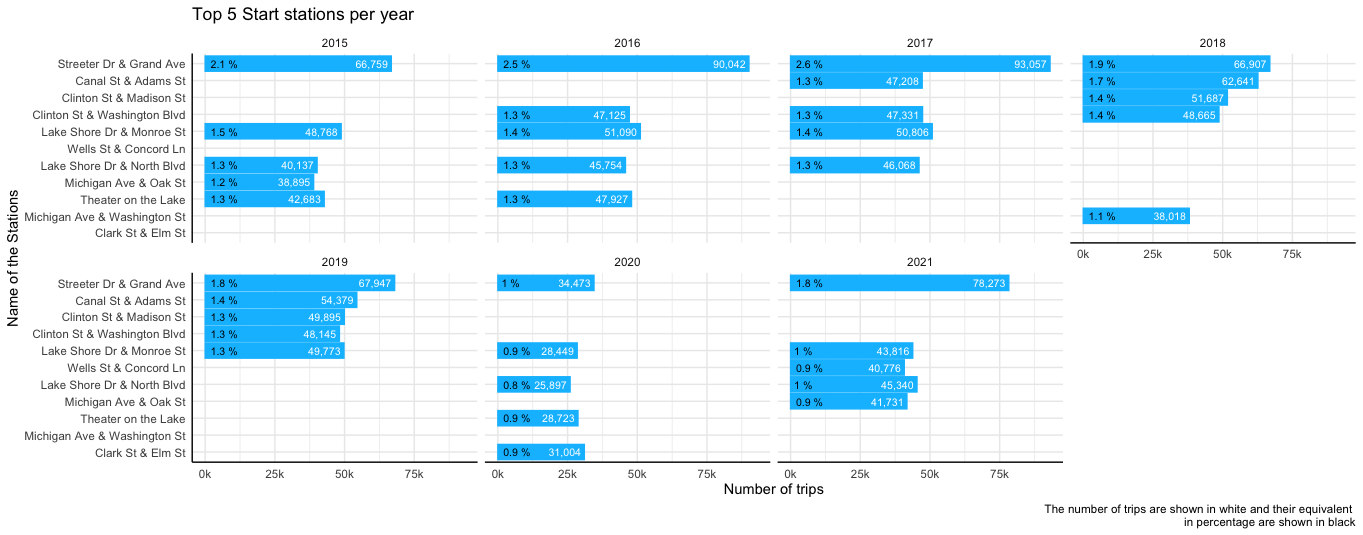 Top 5 Start stations per year
2015
2016
2017
2018
Streeter Dr & Grand Ave 2.1 % 66,759 2.5 % 90,042 2.6 % 93,057 1.9 % 66,907
Canal St & Adams St 1.3 % 47,208 1.7 % 62,641
Clinton St & Madison St 1.4 % 51,687
Clinton St & Washington Blvd 1.3 % 47,125 1.3 % 47,331 1.4 % 48,665
Lake Shore Dr & Monroe St 1.5 % 48,768 1.4 % 51,090 1.4 % 50,806
Wells St & Concord Ln
Lake Shore Dr & North Blvd 1.3 % 40,137 1.3 % 45,754 1.3 % 46,068
Michigan Ave & Oak St 1.2 % 38,895
Theater on the Lake 1.3 % 42,683 1.3 % 47,927
Michigan Ave & Washington St 1.1 % 38,018
Clark St & Elm St
0k 25k 50k 75k
Name of the Stations
2019
2020
2021
Streeter Dr & Grand Ave 1.8 % 67,947 1 % 34,473 1.8 % 78,273
Canal St & Adams St 1.4 % 54,379
Clinton St & Madison St 1.3 % 49,895
Clinton St & Washington Blvd 1.3 % 48,145
Lake Shore Dr & Monroe St 1.3 % 49,773 0.9 % 28,449 1 % 43,816
Wells St & Concord Ln 0.9 % 40,776
Lake Shore Dr & North Blvd 0.8 % 25,897 1 % 45,340
Michigan Ave & Oak St 0.9 % 41,731
Theater on the Lake 0.9 % 28,723
Michigan Ave & Washington St
Clark St & Elm St 0.9 % 31,004
0k 25k 50k 75k 0k 25k 50k 75k 0k 25k 50k 75k
Number of trips
The number of trips are shown in white and their equivalent
in percentage are shown in black